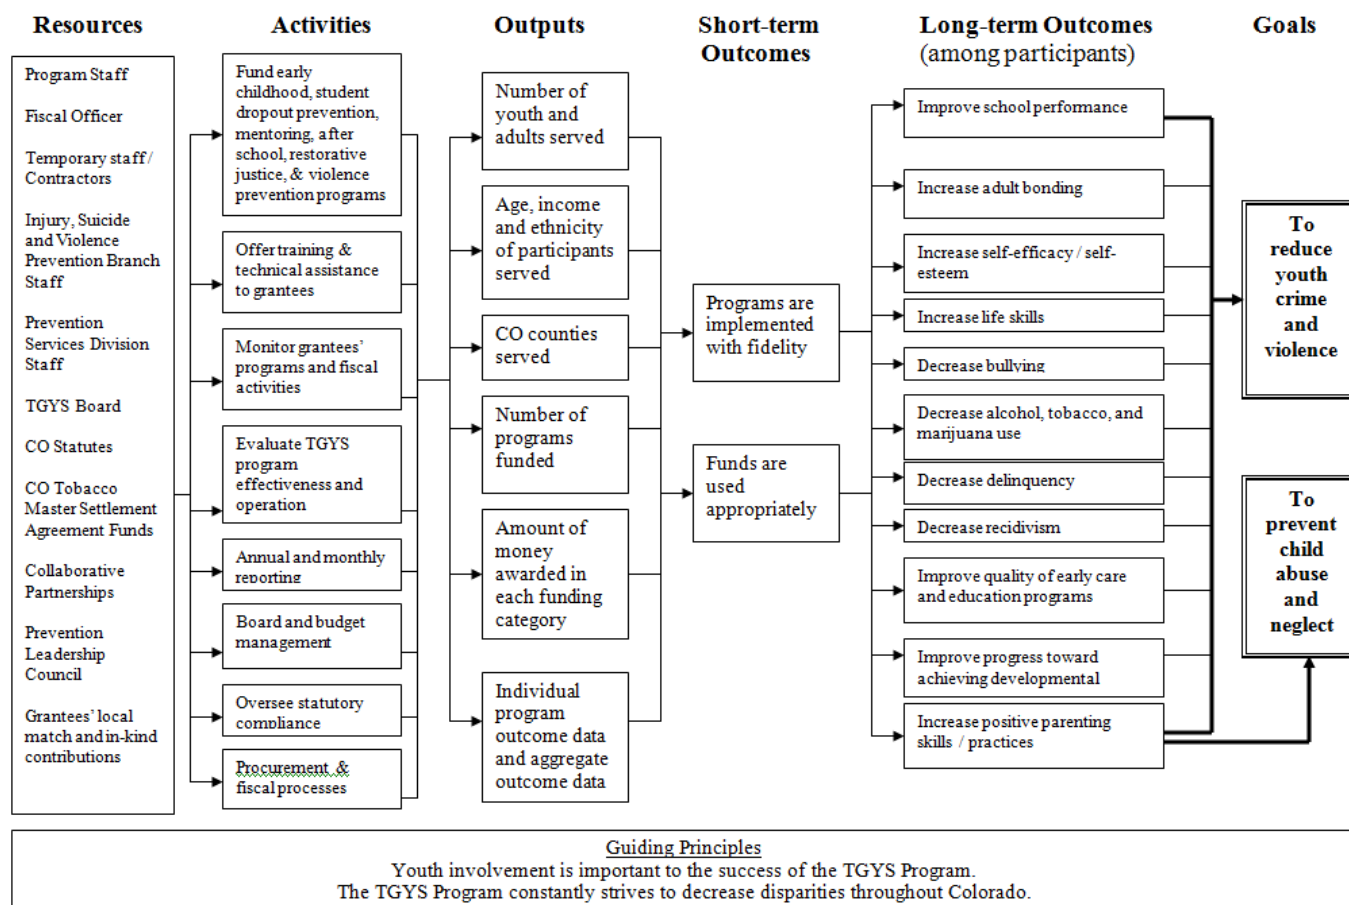 Resources
Activities
Outputs
Short-term
Outcomes
Long-term Outcomes
(among participants)
Goals
Program Staff
Fiscal Officer
Temporary staff /
Contractors
Injury, Suicide
and Violence
Prevention Branch
Staff
Prevention
Services Division
Staff
TGYS Board
CO Statutes
CO Tobacco
Master Settlement
Agreement Funds
Collaborative
Partnerships
Prevention
Leadership
Council
Grantees' local
match and in-kind
contributions
Fund early
childhood, student
dropout prevention,
mentoring, after
school, restorative
justice, & violence
prevention programs
Offer training &
technical assistance
to grantees
Monitor grantees'
programs and fiscal
activities
Evaluate TGYS
program
effectiveness and
operation
Annual and monthly
reporting
Board and budget
management
Oversee statutory
compliance
Procurement &
fiscal processes
Number of
youth and
adults served
Age, income
and ethnicity
of participants
served
CO counties
served
Number of
programs
funded
Amount of
money
awarded in
each funding
category
Individual
program
outcome data
and aggregate
outcome data
Programs are
implemented
with fidelity
Funds are
used
appropriately
Improve school performance
Increase adult bonding
Increase self-efficacy / self-
esteem
Increase life skills
Decrease bullying
Decrease alcohol, tobacco, and
marijuana use
Decrease delinquency
Decrease recidivism
Improve quality of early care
and education programs
Improve progress toward
achieving developmental
Increase positive parenting
skills / practices
To
reduce
youth
crime
and
violence
To
prevent
child
abuse
and
neglect
Guiding Principles
Youth involvement is important to the success of the TGYS Program.
The TGYS Program constantly strives to decrease disparities throughout Colorado.